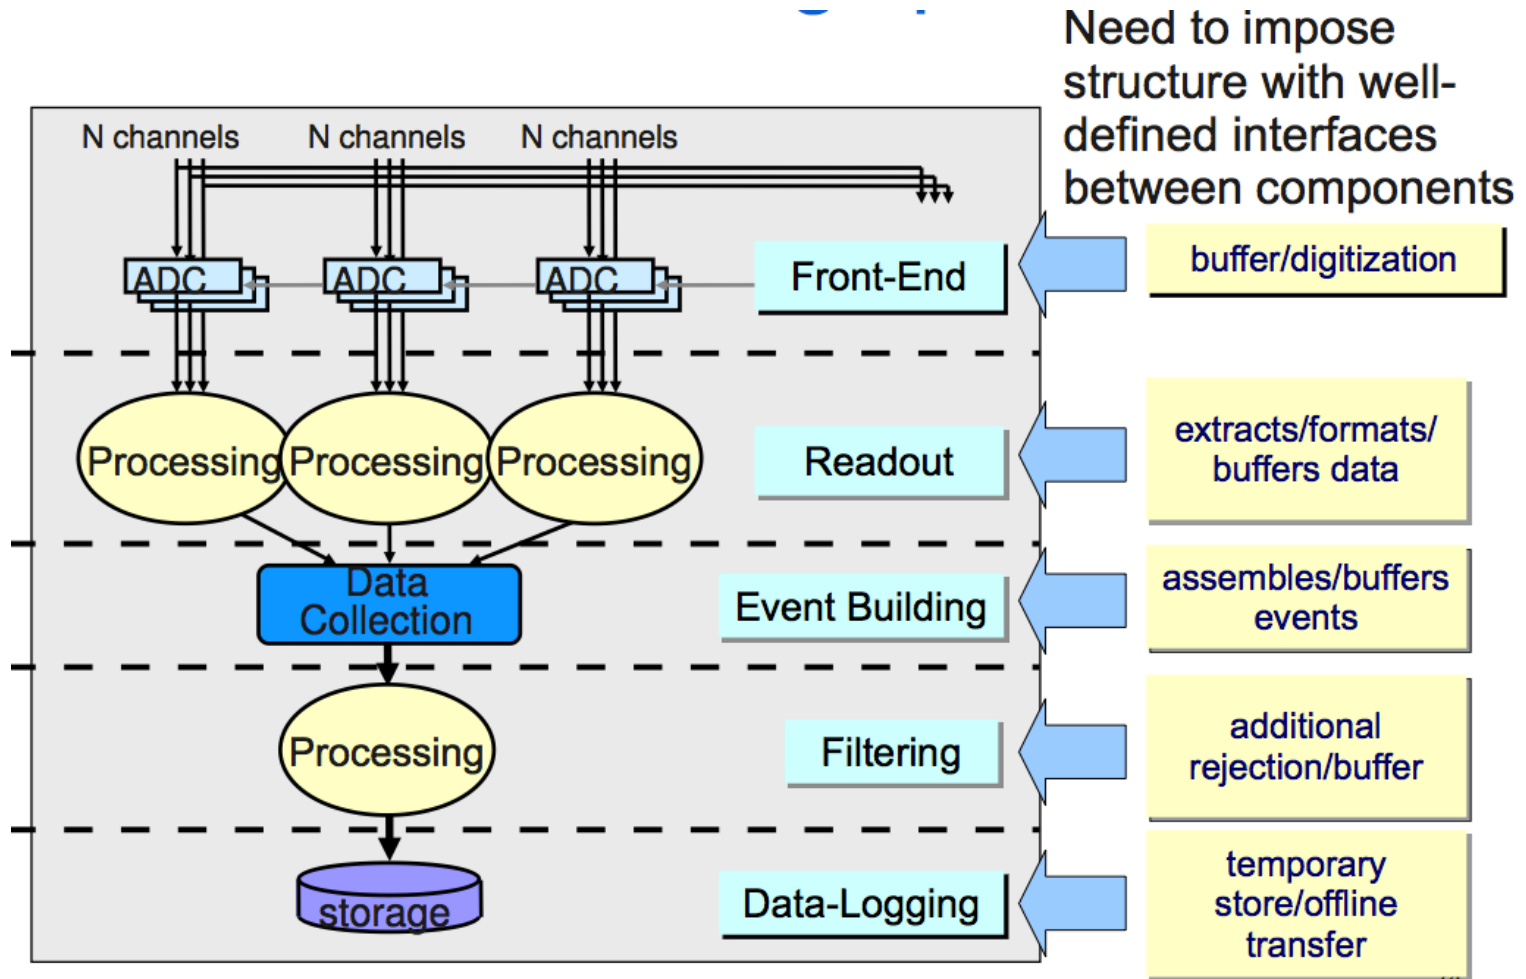 Need to impose
structure with well-
defined interfaces
between components
N channels
N channels
N channels
ADC
ADC
ADC
Front-End
buffer/digitization
Processing
Processing
Processing
Readout
extracts/formats/
buffers data
Data
Collection
Event Building
assembles/buffers
events
Processing
Filtering
additional
rejection/buffer
storage
Data-Logging
temporary
store/offline
transfer